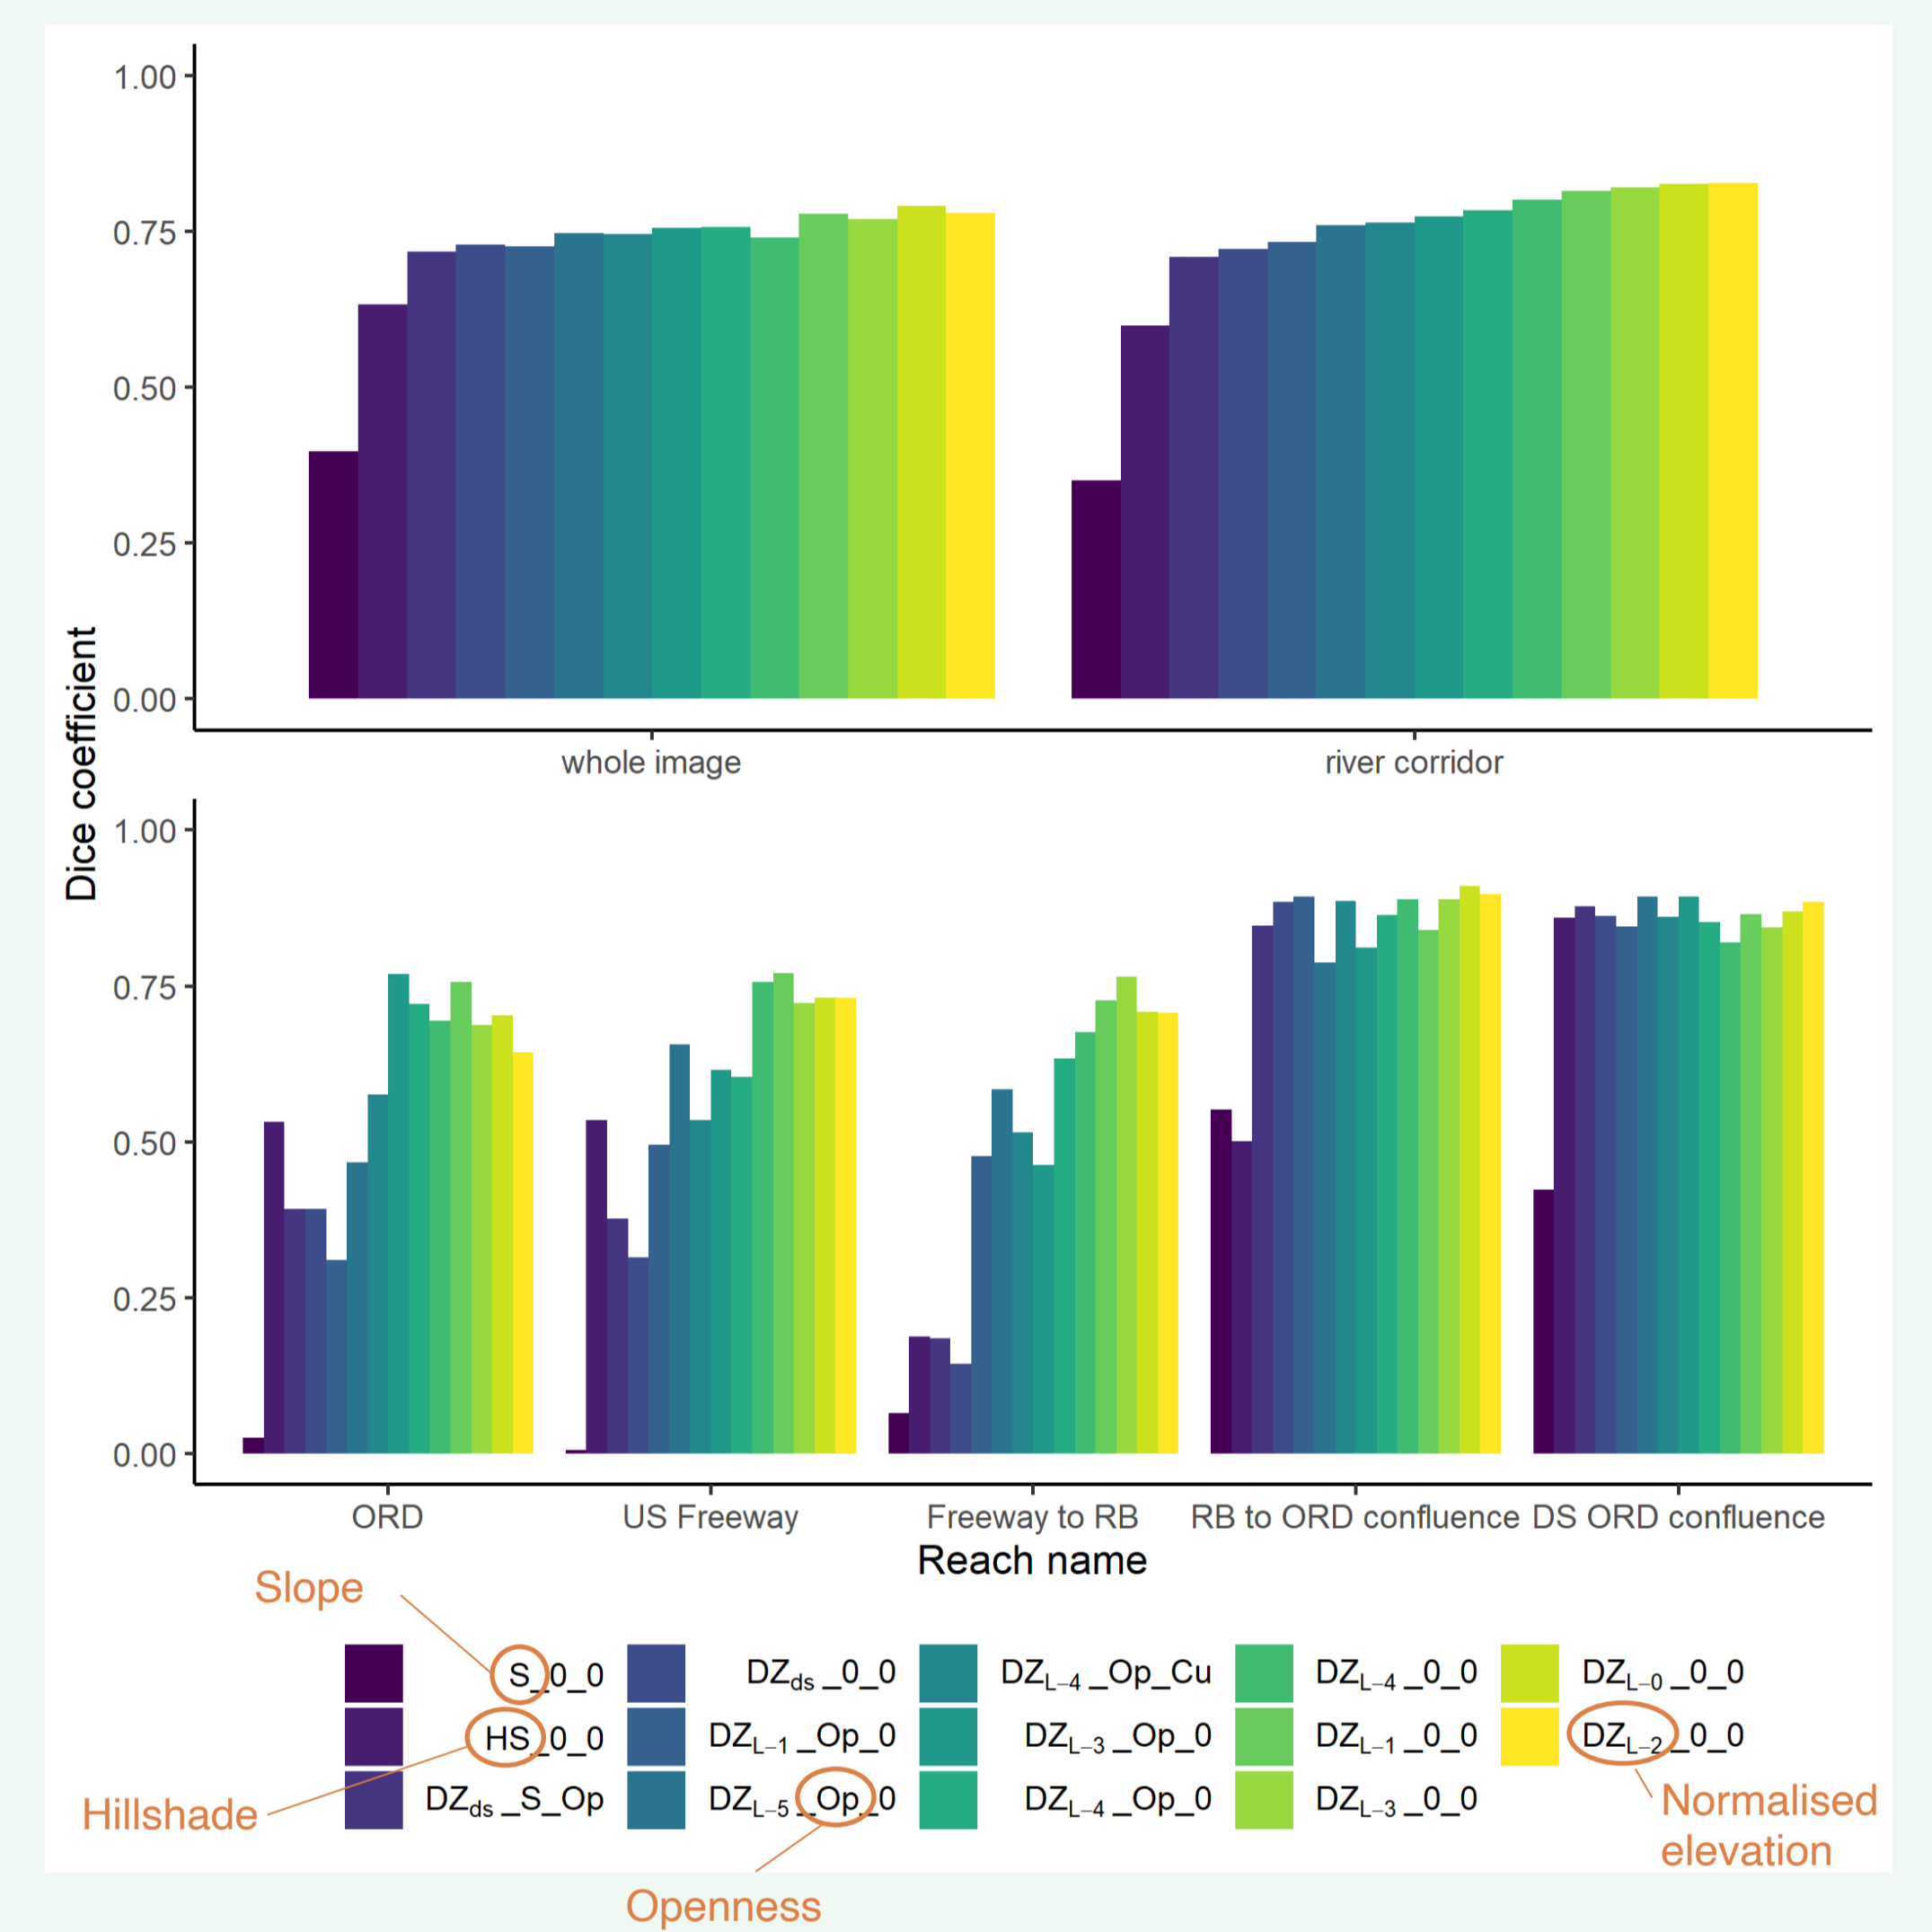 1.00
0.75
0.50
0.25
0.00
whole image
river corridor
Dice coefficient
1.00
0.75
0.50
0.25
0.00
ORD
US Freeway
Freeway to RB
RB to ORD confluence
DS ORD confluence
Reach name
Slope
S_0_0
DZds _0_0
DZL−4 _Op_Cu
DZL−4 _0_0
DZL−0 _0_0
HS_0_0
DZL−1 _Op_0
DZL−3 _Op_0
DZL−1 _0_0
DZL−2 _0_0
DZds _S_Op
DZL−5 _Op_0
DZL−4 _Op_0
DZL−3 _0_0
Hillshade
Normalised
elevation
Openness